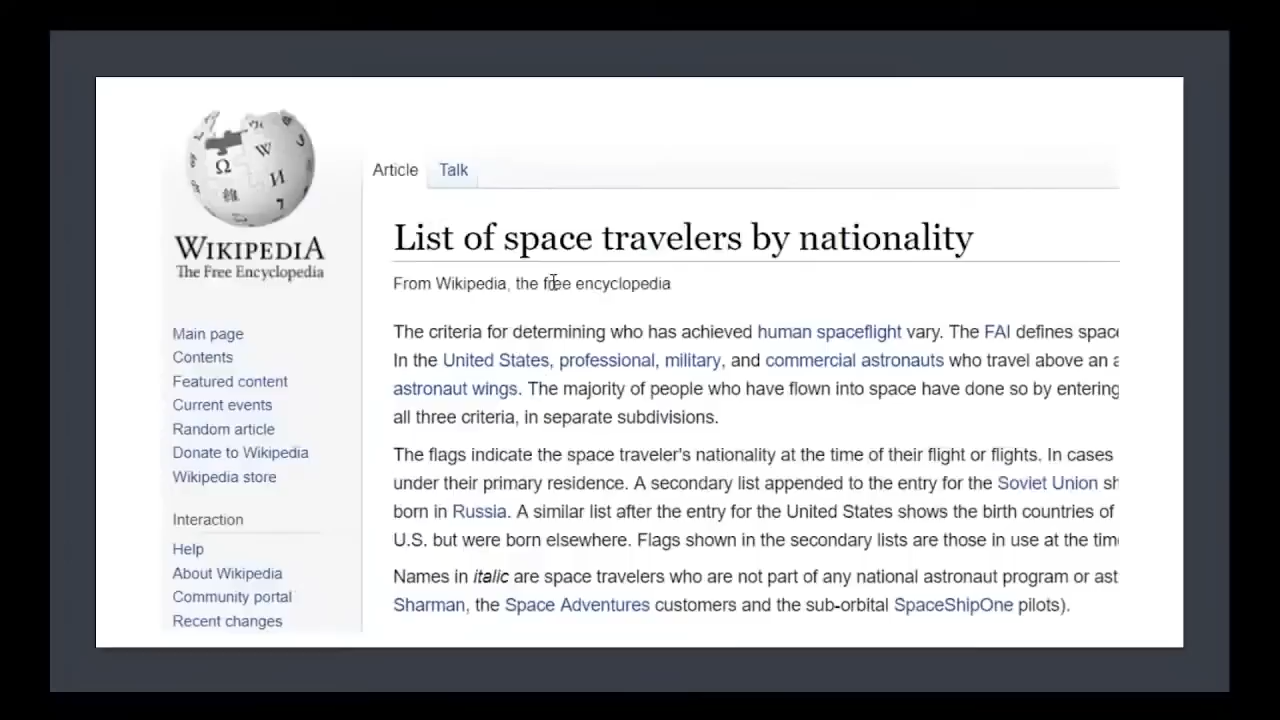 WIKIPEDIA
The Free Encyclopedia
Main page
Contents
Featured content
Current events
Random article
Donate to Wikipedia
Wikipedia store
Interaction
Help
About Wikipedia
Community portal
Recent changes
Article Talk
List of space travelers by nationality
From Wikipedia, the free encyclopedia
The criteria for determining who has achieved human spaceflight vary. The FAI defines space
In the United States, professional, military, and commercial astronauts who travel above an a
astronaut wings. The majority of people who have flown into space have done so by entering
all three criteria, in separate subdivisions.
The flags indicate the space traveler's nationality at the time of their flight or flights. In cases
under their primary residence. A secondary list appended to the entry for the Soviet Union sh
born in Russia. A similar list after the entry for the United States shows the birth countries of
U.S. but were born elsewhere. Flags shown in the secondary lists are those in use at the time
Names in italic are space travelers who are not part of any national astronaut program or ast
Sharman, the Space Adventures customers and the sub-orbital SpaceShipOne pilots).